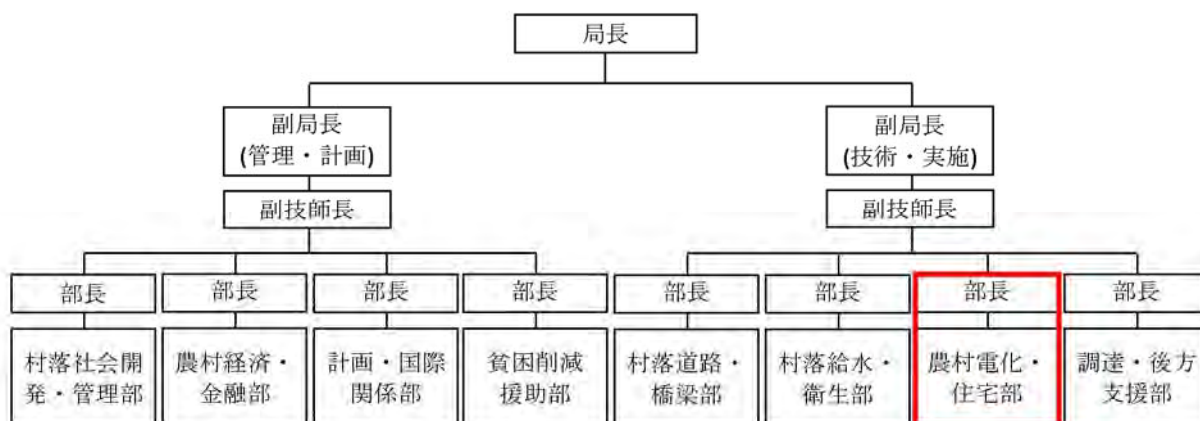 局長
副局長
(管理・計画)
副局長
(技術・実施)
副技師長
副技師長
部長
部長
部長
部長
部長
部長
部長
部長
村落社会開
発・管理部
農村経済・
金融部
計画・国際
関係部
貧困削減
援助部
村落道路・
橋梁部
村落給水・
衛生部
農村電化・
住宅部
調達・後方
支援部